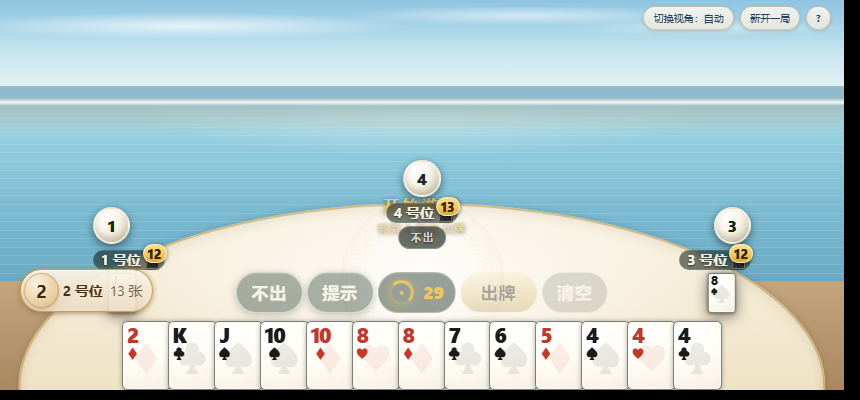 切换视角：自动
新开一局
?
4
4 号位
13
不出
1
1 号位
12
3
3 号位
12
8
2
2 号位
13 张
不出
提示
29
出牌
清空
2
K
J
10
10
8
8
7
6
5
4
4
4